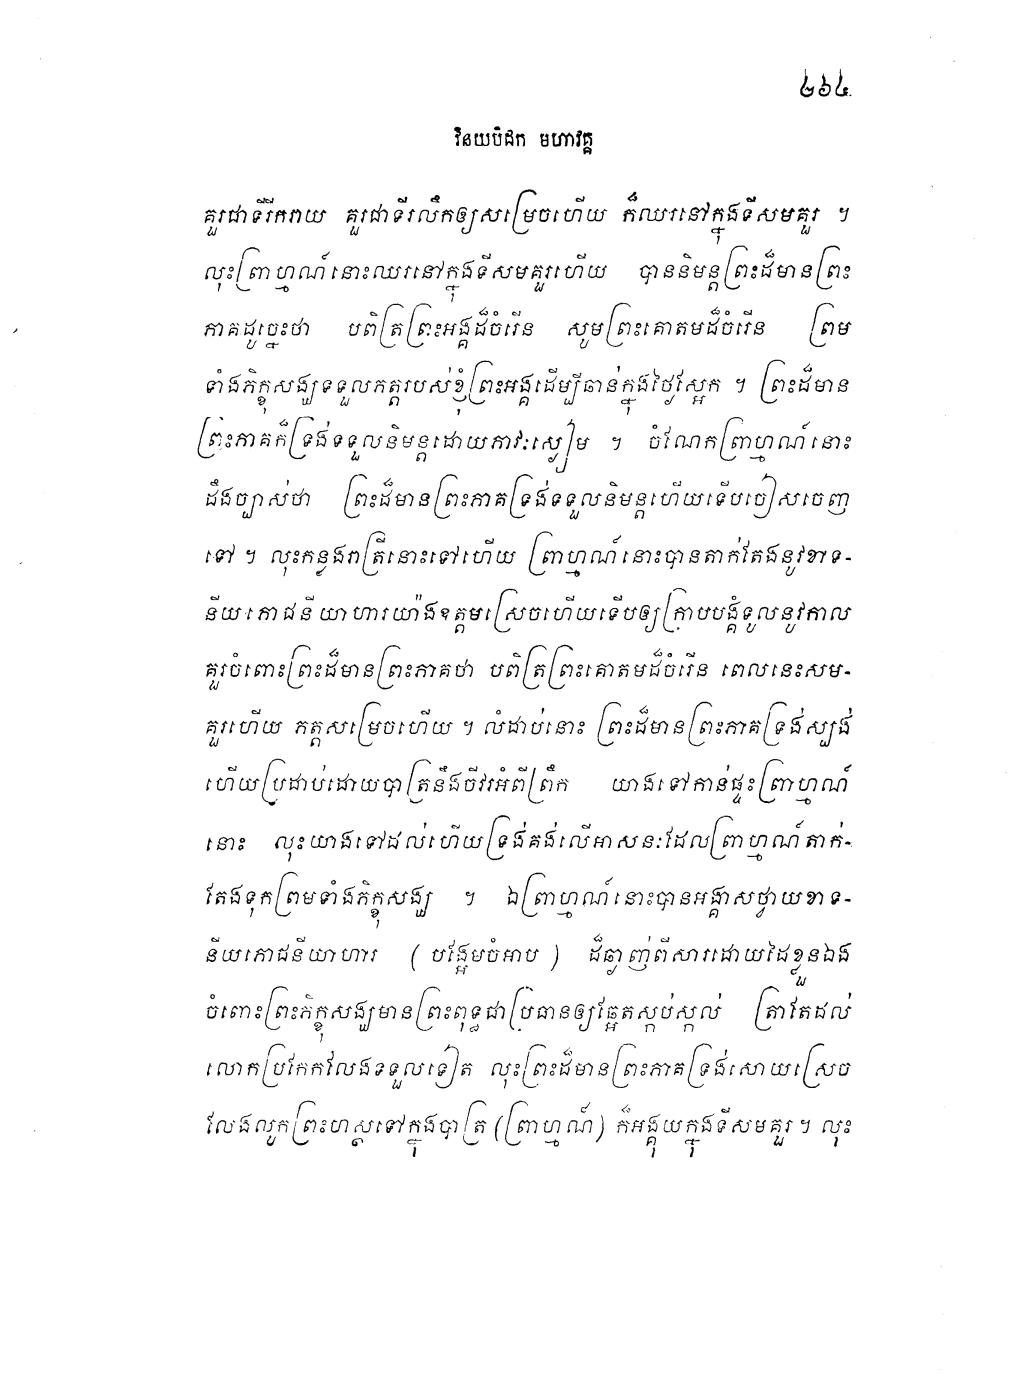 ៤៦៤
វិនយបិដក មហាវគ្គ
គួរជាទីរីករាយ គួរជាទីរលឹកឲ្យសម្រេចហើយ ក៏ឈរនៅក្នុងទីសមគួរ ។
លុះព្រាហ្មណ៍នោះឈរនៅក្នុងទីសមគួរហើយ បាននិមន្តព្រះដ៏មានព្រះ
ភាគដូច្នេះថា បពិត្រព្រះអង្គដ៏ចំរើន សូមព្រះគោតមដ៏ចំរើន ព្រម
ទាំងភិក្ខុសង្ឃទទួលភត្តរបស់ខ្ញុំព្រះអង្គដើម្បីឆាន់ក្នុងថ្ងៃស្អែក ។ ព្រះដ៏មាន
ព្រះភាគក៏ទ្រង់ទទួលនិមន្តដោយភាវៈស្ងៀម ។ ចំណែកព្រាហ្មណ៍នោះ
ដឹងច្បាស់ថា ព្រះដ៏មានព្រះភាគទ្រង់ទទួលនិមន្តហើយទើបចៀសចេញ
ទៅ ។ លុះកន្លងរាត្រីនោះទៅហើយ ព្រាហ្មណ៍នោះបានតាក់តែងនូវខាទ-
នីយភោជនីយាហារយ៉ាងឧត្តមស្រេចហើយទើបឲ្យក្រាបបង្គំទូលនូវកាល
គួរចំពោះព្រះដ៏មានព្រះភាគថា បពិត្រព្រះគោតមដ៏ចំរើន ពេលនេះសម-
គួរហើយ ភត្តសម្រេចហើយ ។ លំដាប់នោះ ព្រះដ៏មានព្រះភាគទ្រង់ស្បង់
ហើយប្រដាប់ដោយបាត្រនឹងចីវរអំពីព្រឹក យាងទៅកាន់ផ្ទះព្រាហ្មណ៍
នោះ លុះយាងទៅដល់ហើយទ្រង់គង់លើអាសនៈដែលព្រាហ្មណ៍តាក់-
តែងទុកព្រមទាំងភិក្ខុសង្ឃ ។ ឯព្រាហ្មណ៍នោះបានអង្គាសថ្វាយខាទ-
នីយភោជនីយាហារ ( បង្អែមចំអាប ) ដ៏ឆ្ងាញ់ពីសារដោយដៃខ្លួនឯង
ចំពោះព្រះភិក្ខុសង្ឃមានព្រះពុទ្ធជាប្រធានឲ្យឆ្អែតស្កប់ស្កល់ ត្រាតែដល់
លោកប្រកែកលែងទទួលទៀត លុះព្រះដ៏មានព្រះភាគទ្រង់សោយស្រេច
លែងលូកព្រះហស្តទៅក្នុងបាត្រ (ព្រាហ្មណ៍) ក៏អង្គុយក្នុងទីសមគួរ ។ លុះ